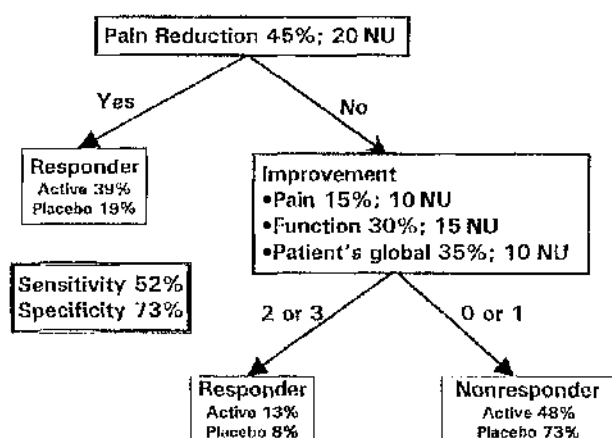 Pain Reduction 45%; 20 NU
Yes
No
Responder
Active 39%
Placebo 19%
Improvement
•Pain 15%; 10 NU
•Function 30%; 15 NU
•Patient's global 35%; 10 NU
Sensitivity 52%
Specificity 73%
2 or 3
0 or 1
Responder
Active 13%
Placebo 8%
Nonresponder
Active 48%
Placebo 73%